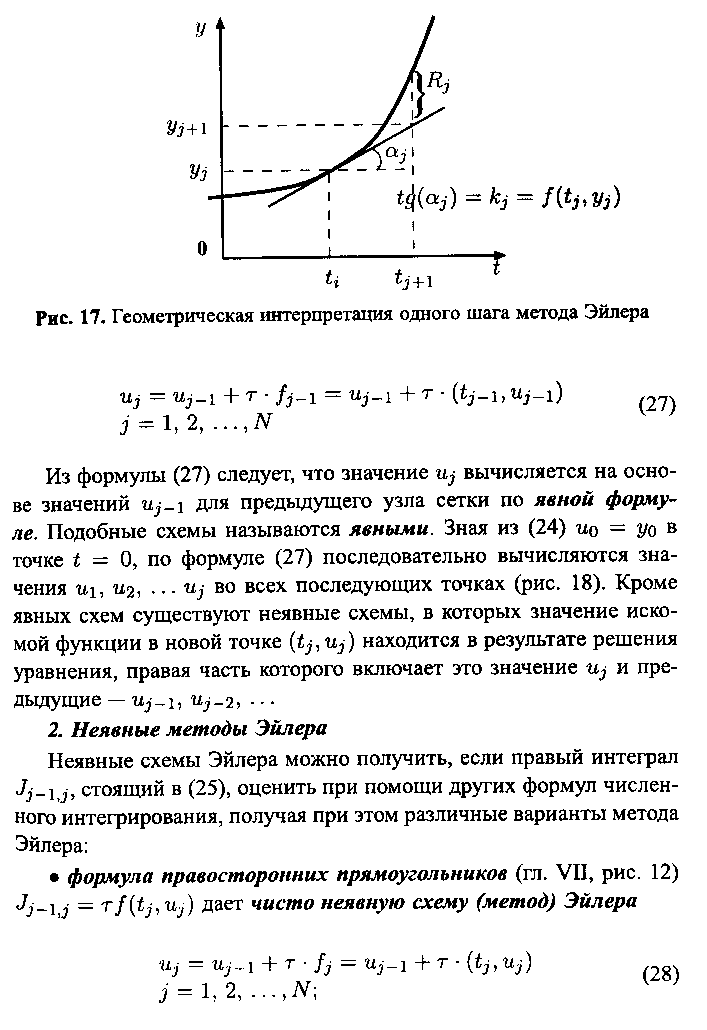 y
R_j
y_{j+1}
α_j
y_j
tg(α_j) = k_j = f(t_j, y_j)
0
t_i
t_{j+1}
t
Рис. 17. Геометрическая интерпретация одного шага метода Эйлера
u_j = u_{j-1} + τ · f_{j-1} = u_{j-1} + τ · (t_{j-1}, u_{j-1})
(27)
j = 1, 2, ..., N
Из формулы (27) следует, что значение u_j вычисляется на осно-
ве значений u_{j-1} для предыдущего узла сетки по явной форму-
ле. Подобные схемы называются явными. Зная из (24) u_0 = y_0 в
точке t = 0, по формуле (27) последовательно вычисляются зна-
чения u_1, u_2, ... u_j во всех последующих точках (рис. 18). Кроме
явных схем существуют неявные схемы, в которых значение иско-
мой функции в новой точке (t_j, u_j) находится в результате решения
уравнения, правая часть которого включает это значение u_j и пре-
дыдущие — u_{j-1}, u_{j-2}, ...
2. Неявные методы Эйлера
Неявные схемы Эйлера можно получить, если правый интеграл
J_{j-1,j}, стоящий в (25), оценить при помощи других формул числен-
ного интегрирования, получая при этом различные варианты метода
Эйлера:
• формула правосторонних прямоугольников (гл. VII, рис. 12)
J_{j-1,j} = τf(t_j, u_j) дает чисто неявную схему (метод) Эйлера
u_j = u_{j-1} + τ · f_j = u_{j-1} + τ · (t_j, u_j)
(28)
j = 1, 2, ..., N;